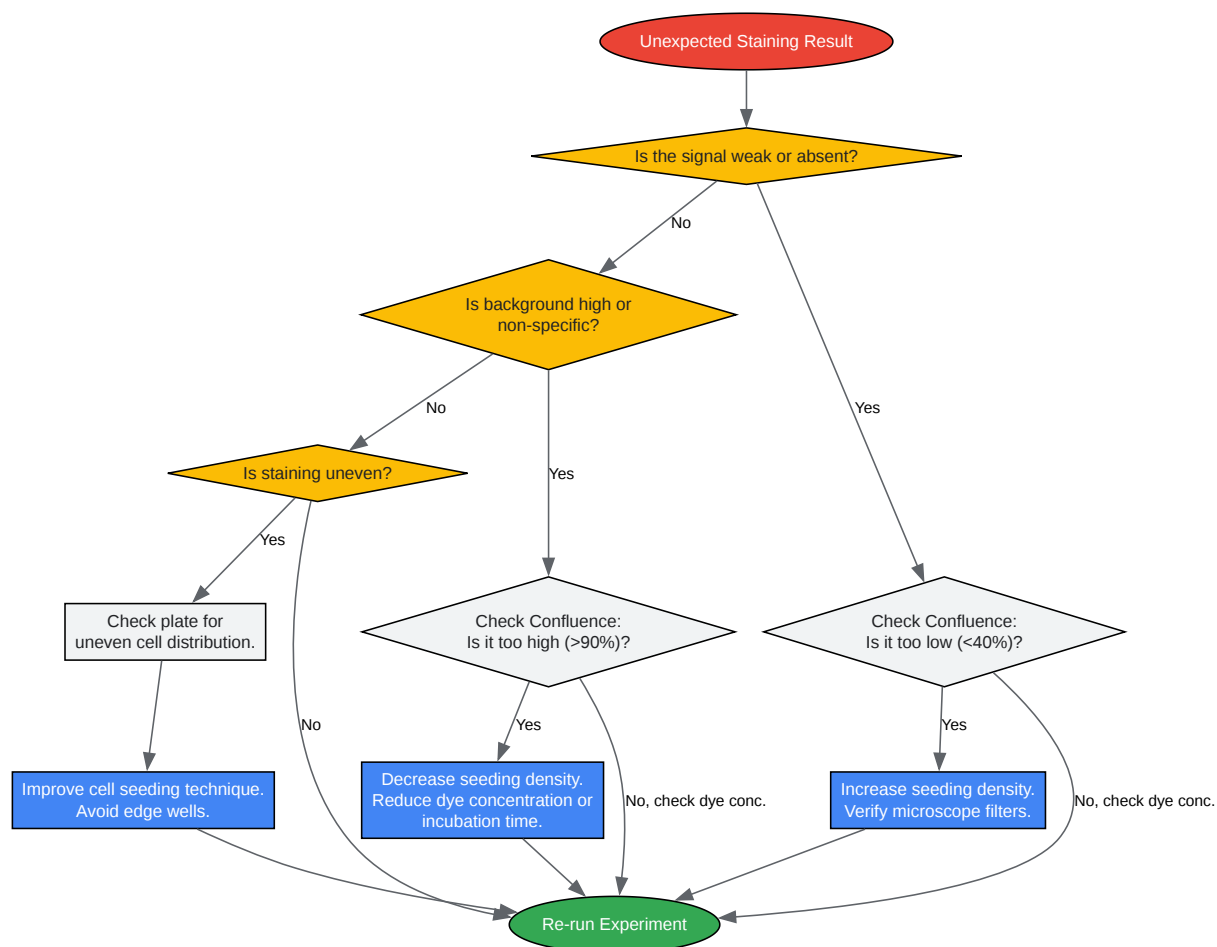 Unexpected Staining Result
Is the signal weak or absent?
No
Is background high or
non-specific?
Yes
No
Is staining uneven?
Yes
Yes
Check plate for
uneven cell distribution.
Check Confluence:
Is it too high (>90%)?
Check Confluence:
Is it too low (<40%)?
No
Yes
Yes
Improve cell seeding technique.
Avoid edge wells.
Decrease seeding density.
Reduce dye concentration or
incubation time.
No, check dye conc.
Increase seeding density.
Verify microscope filters.
No, check dye conc.
Re-run Experiment